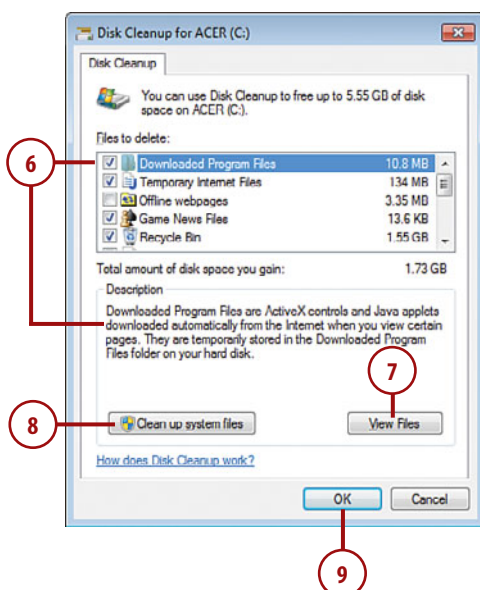 Disk Cleanup for ACER (C:)
Disk Cleanup
You can use Disk Cleanup to free up to 5.55 GB of disk
space on ACER (C:).
Files to delete:
6
Downloaded Program Files 10.8 MB
Temporary Internet Files 134 MB
Offline webpages 3.35 MB
Game News Files 13.6 KB
Recycle Bin 1.55 GB
Total amount of disk space you gain: 1.73 GB
Description
Downloaded Program Files are ActiveX controls and Java applets
downloaded automatically from the Internet when you view certain
pages. They are temporarily stored in the Downloaded Program
Files folder on your hard disk.
7
8
Clean up system files View Files
How does Disk Cleanup work?
OK Cancel
9